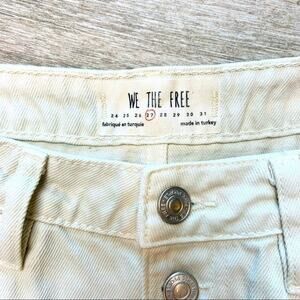 WE THE FREE
24 25 26 27 28 29 30 31
fabriqué en turquie made in turkey